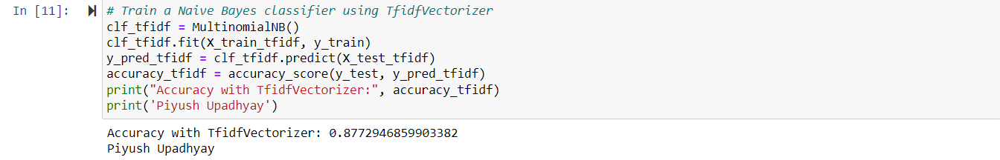 In [11]: # Train a Naive Bayes classifier using TfidfVectorizer
clf_tfidf = MultinomialNB()
clf_tfidf.fit(X_train_tfidf, y_train)
y_pred_tfidf = clf_tfidf.predict(X_test_tfidf)
accuracy_tfidf = accuracy_score(y_test, y_pred_tfidf)
print("Accuracy with TfidfVectorizer:", accuracy_tfidf)
print('Piyush Upadhyay')
Accuracy with TfidfVectorizer: 0.8772946859903382
Piyush Upadhyay